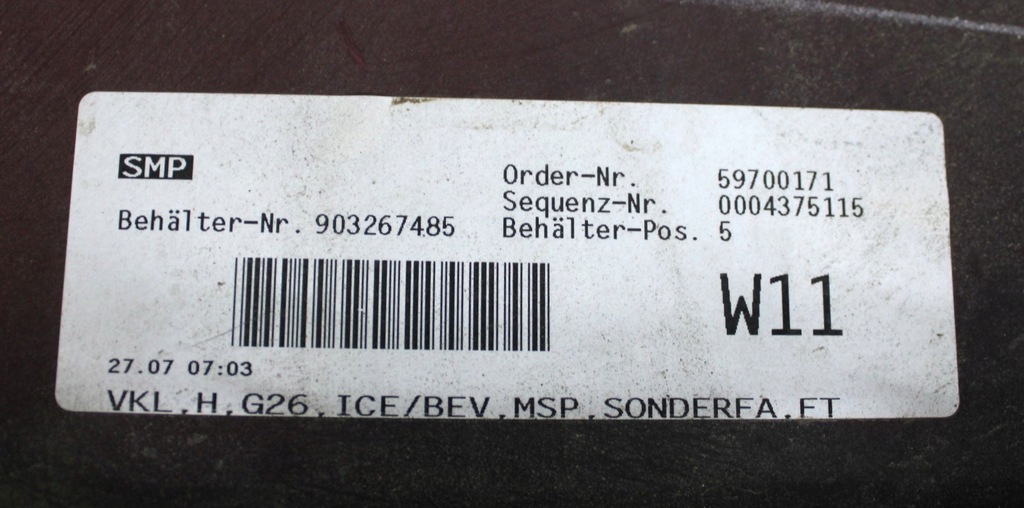 SMP
Order-Nr. 59700171
Sequenz-Nr. 0004375115
Behälter-Nr. 903267485
Behälter-Pos. 5
W11
27.07 07:03
VKL,H,G26,ICE/BEV,MSP,SONDERFA,FT